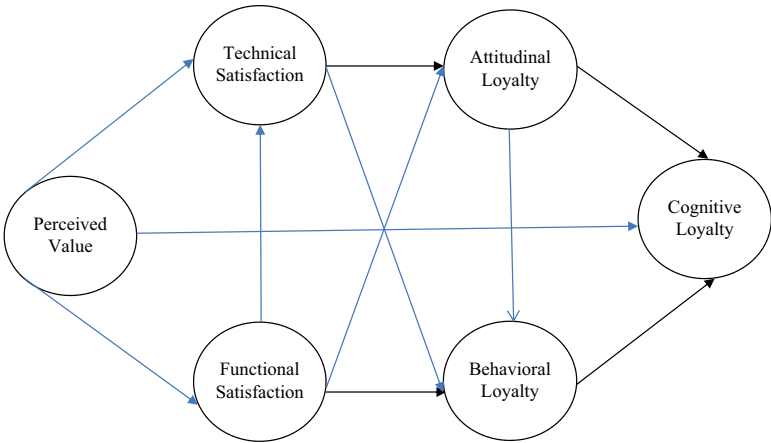 Technical
Satisfaction
Attitudinal
Loyalty
Perceived
Value
Cognitive
Loyalty
Functional
Satisfaction
Behavioral
Loyalty